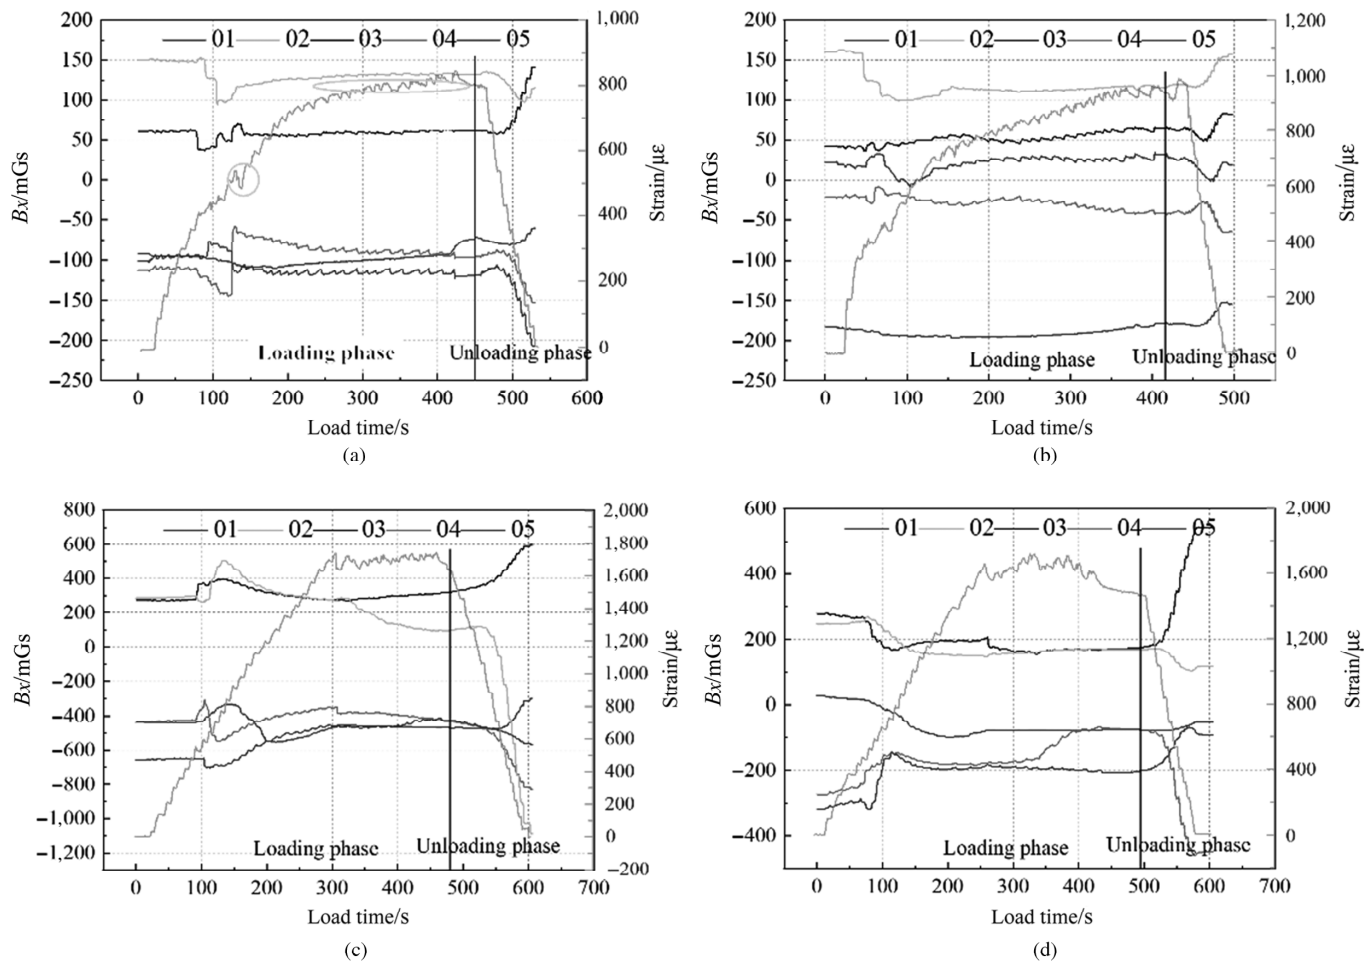 200 150 100 50 0 −50 −100 −150 −200 −250
Bx/mGs
01 02 03 04 05
1,000 800 600 400 200 0
Strain/με
Loading phase Unloading phase
0 100 200 300 400 500 600
Load time/s
(a)
200 150 100 50 0 −50 −100 −150 −200 −250
Bx/mGs
01 02 03 04 05
1,200 1,000 800 600 400 200 0
Strain/με
Loading phase Unloading phase
0 100 200 300 400 500
Load time/s
(b)
800 600 400 200 0 −200 −400 −600 −800 −1,000 −1,200
Bx/mGs
01 02 03 04 05
2,000 1,800 1,600 1,400 1,200 1,000 800 600 400 200 0 −200
Strain/με
Loading phase Unloading phase
0 100 200 300 400 500 600 700
Load time/s
(c)
600 400 200 0 −200 −400
Bx/mGs
01 02 03 04 05
2,000 1,600 1,200 800 400 0
Strain/με
Loading phase Unloading phase
0 100 200 300 400 500 600 700
Load time/s
(d)